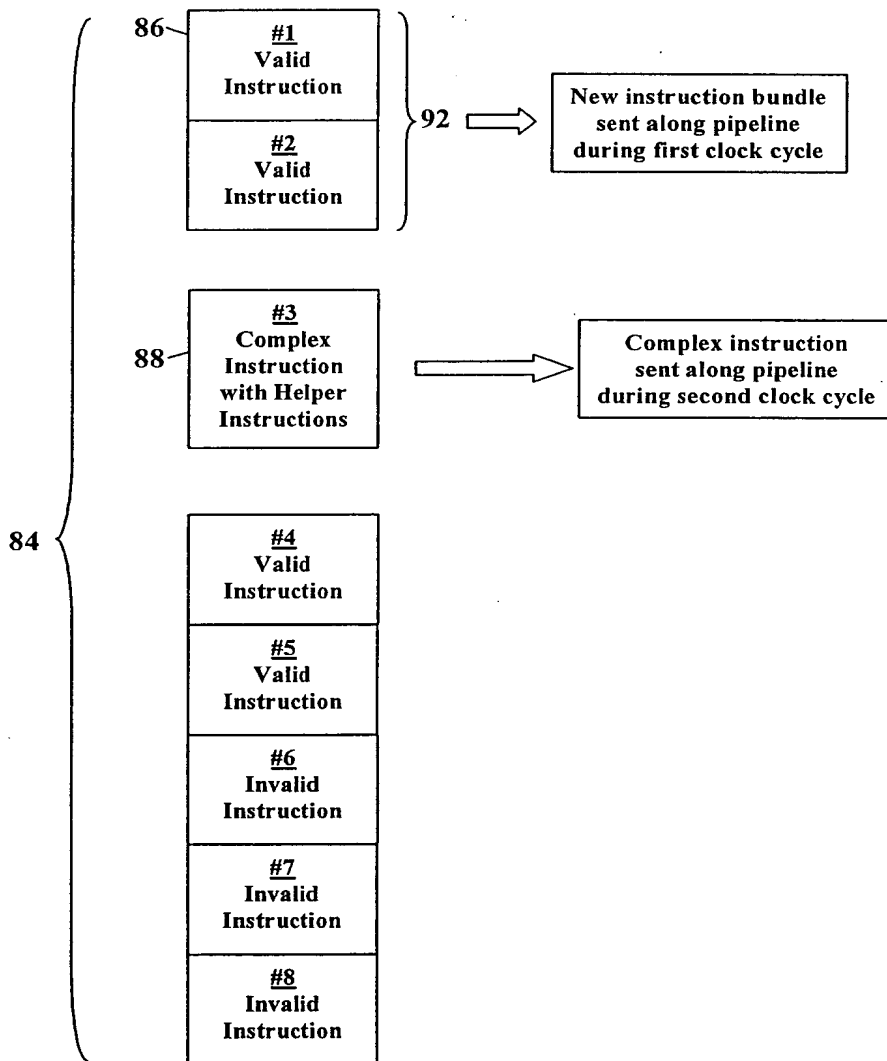 86
#1
Valid
Instruction
#2
Valid
Instruction
92
New instruction bundle
sent along pipeline
during first clock cycle
88
#3
Complex
Instruction
with Helper
Instructions
Complex instruction
sent along pipeline
during second clock cycle
84
#4
Valid
Instruction
#5
Valid
Instruction
#6
Invalid
Instruction
#7
Invalid
Instruction
#8
Invalid
Instruction